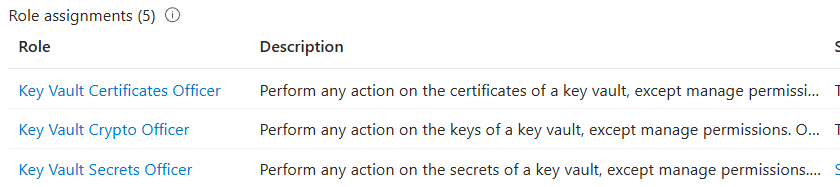 Role assignments (5)
Role Description S
Key Vault Certificates Officer Perform any action on the certificates of a key vault, except manage permissi... T
Key Vault Crypto Officer Perform any action on the keys of a key vault, except manage permissions. O... T
Key Vault Secrets Officer Perform any action on the secrets of a key vault, except manage permissions.... S